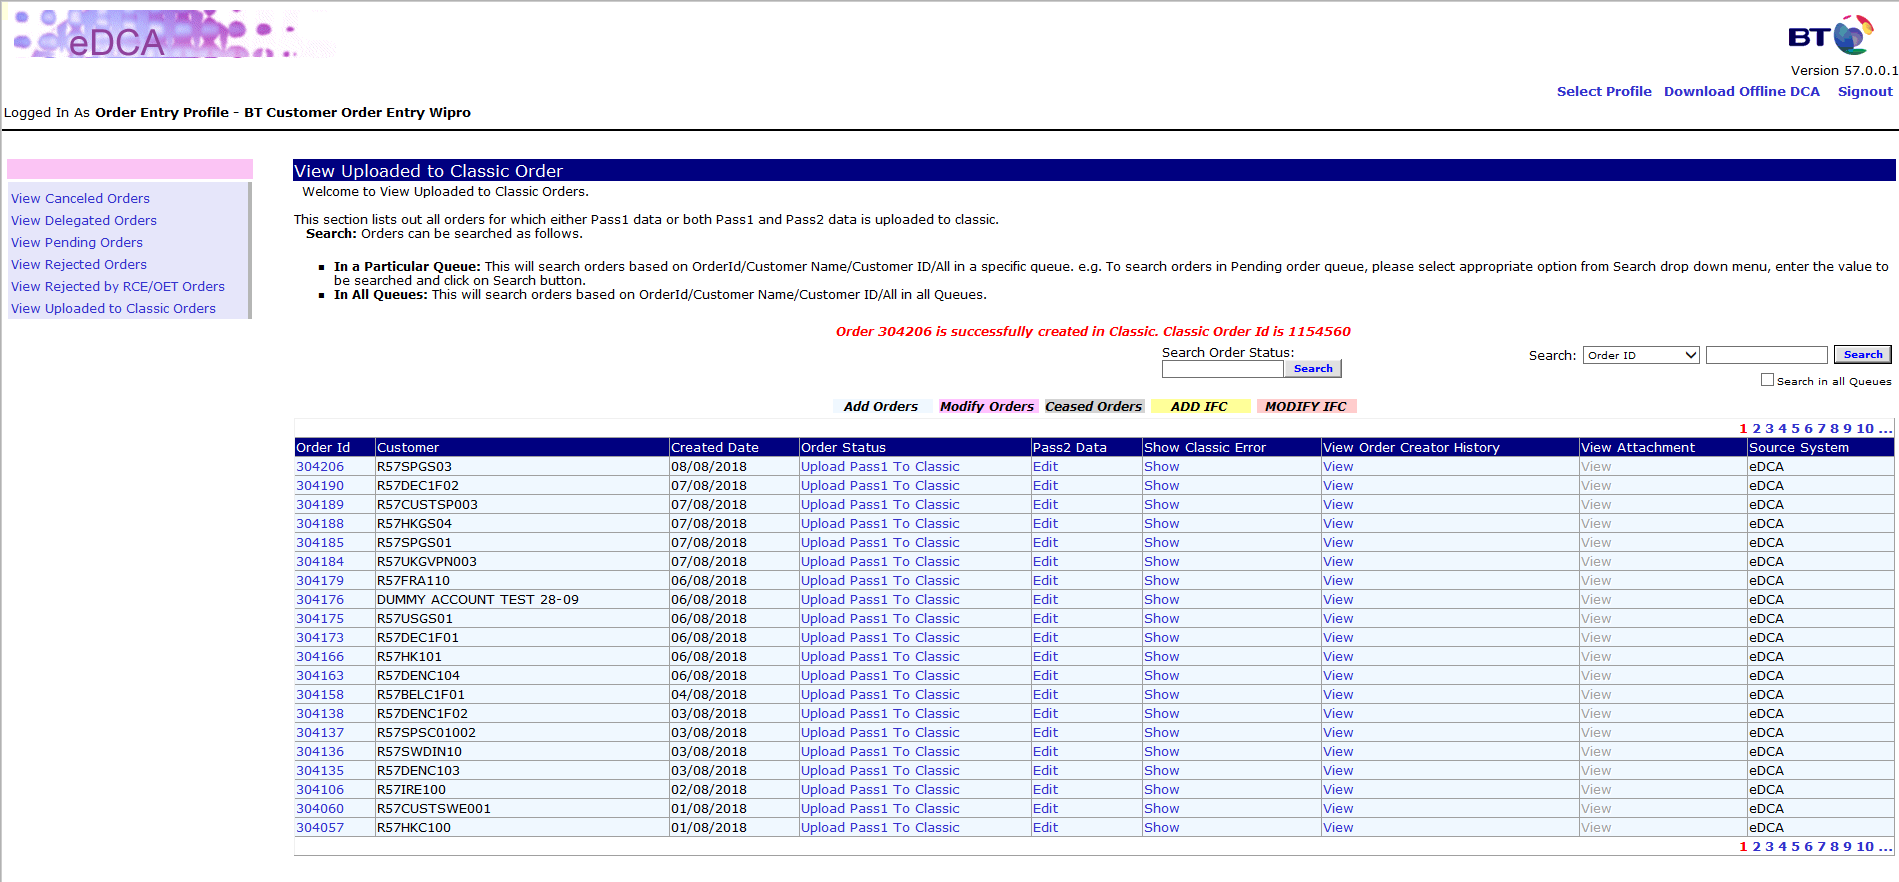 eDCA
BT
Version 57.0.0.1
Select Profile Download Offline DCA Signout
Logged In As Order Entry Profile - BT Customer Order Entry Wipro
View Canceled Orders
View Delegated Orders
View Pending Orders
View Rejected Orders
View Rejected by RCE/OET Orders
View Uploaded to Classic Orders
View Uploaded to Classic Order
Welcome to View Uploaded to Classic Orders.
This section lists out all orders for which either Pass1 data or both Pass1 and Pass2 data is uploaded to classic.
Search: Orders can be searched as follows.
▪ In a Particular Queue: This will search orders based on OrderId/Customer Name/Customer ID/All in a specific queue. e.g. To search orders in Pending order queue, please select appropriate option from Search drop down menu, enter the value to
be searched and click on Search button.
▪ In All Queues: This will search orders based on OrderId/Customer Name/Customer ID/All in all Queues.
Order 304206 is successfully created in Classic. Classic Order Id is 1154560
Search Order Status:
Search
Search: Order ID Search
Search in all Queues
Add Orders Modify Orders Ceased Orders ADD IFC MODIFY IFC
1 2 3 4 5 6 7 8 9 10 ...
Order Id Customer Created Date Order Status Pass2 Data Show Classic Error View Order Creator History View Attachment Source System
304206 R57SPGS03 08/08/2018 Upload Pass1 To Classic Edit Show View View eDCA
304190 R57DEC1F02 07/08/2018 Upload Pass1 To Classic Edit Show View View eDCA
304189 R57CUSTSP003 07/08/2018 Upload Pass1 To Classic Edit Show View View eDCA
304188 R57HKGS04 07/08/2018 Upload Pass1 To Classic Edit Show View View eDCA
304185 R57SPGS01 07/08/2018 Upload Pass1 To Classic Edit Show View View eDCA
304184 R57UKGVPN003 07/08/2018 Upload Pass1 To Classic Edit Show View View eDCA
304179 R57FRA110 06/08/2018 Upload Pass1 To Classic Edit Show View View eDCA
304176 DUMMY ACCOUNT TEST 28-09 06/08/2018 Upload Pass1 To Classic Edit Show View View eDCA
304175 R57USGS01 06/08/2018 Upload Pass1 To Classic Edit Show View View eDCA
304173 R57DEC1F01 06/08/2018 Upload Pass1 To Classic Edit Show View View eDCA
304166 R57HK101 06/08/2018 Upload Pass1 To Classic Edit Show View View eDCA
304163 R57DENC104 06/08/2018 Upload Pass1 To Classic Edit Show View View eDCA
304158 R57BELC1F01 04/08/2018 Upload Pass1 To Classic Edit Show View View eDCA
304138 R57DENC1F02 03/08/2018 Upload Pass1 To Classic Edit Show View View eDCA
304137 R57SPSC01002 03/08/2018 Upload Pass1 To Classic Edit Show View View eDCA
304136 R57SWDIN10 03/08/2018 Upload Pass1 To Classic Edit Show View View eDCA
304135 R57DENC103 03/08/2018 Upload Pass1 To Classic Edit Show View View eDCA
304106 R57IRE100 02/08/2018 Upload Pass1 To Classic Edit Show View View eDCA
304060 R57CUSTSWE001 01/08/2018 Upload Pass1 To Classic Edit Show View View eDCA
304057 R57HKC100 01/08/2018 Upload Pass1 To Classic Edit Show View View eDCA
1 2 3 4 5 6 7 8 9 10 ...